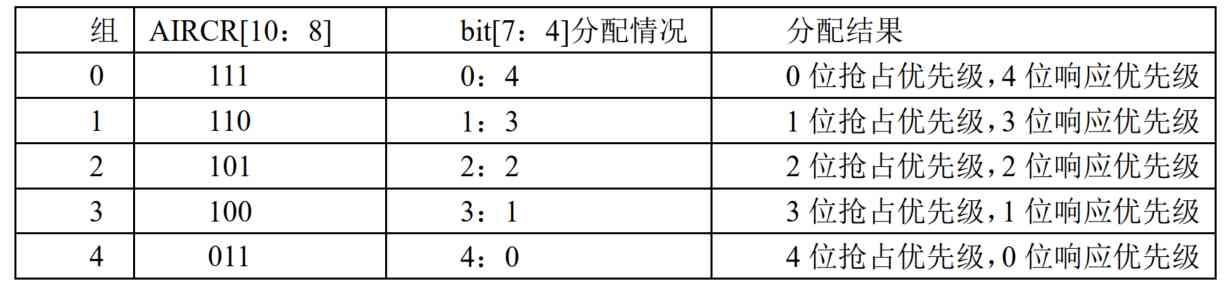 组 AIRCR[10：8] bit[7：4]分配情况 分配结果
0 111 0：4 0 位抢占优先级，4 位响应优先级
1 110 1：3 1 位抢占优先级，3 位响应优先级
2 101 2：2 2 位抢占优先级，2 位响应优先级
3 100 3：1 3 位抢占优先级，1 位响应优先级
4 011 4：0 4 位抢占优先级，0 位响应优先级